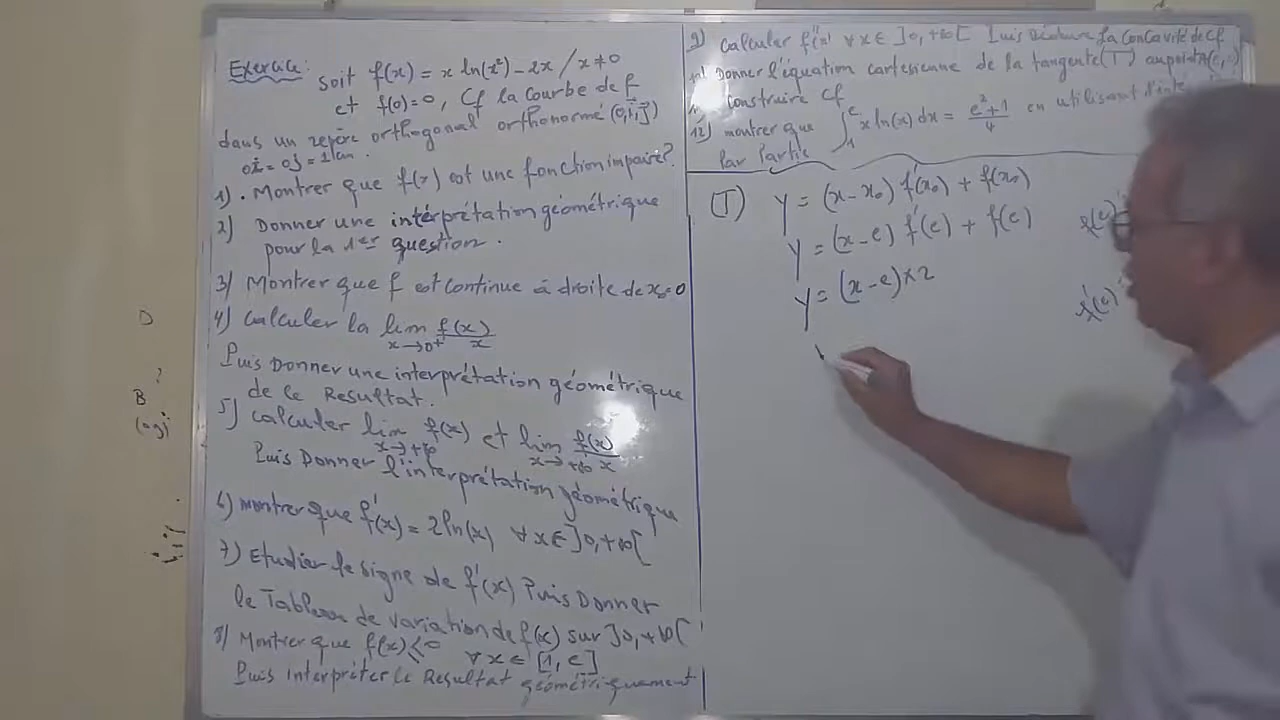 Exercice:
Soit f(x) = x ln(x²) - 2x / x ≠ 0
et f(0) = 0, Cf la Courbe de f
dans un repère orthogonal orthonormé (0,i,j)
oi = oj = 1cm.
1) . Montrer que f(x) est une fonction impaire?
2) Donner une intérprétation géométrique
pour la 1er question.
3) Montrer que f est continue à droite de x₀=0
4) Calculer la lim f(x)/x x→0⁺
Puis Donner une interprétation géométrique
de le Resultat.
5) Calculer lim f(x) x→+∞ et lim f(x)/x x→+∞
Puis Donner l'interprétation géométrique
6) montrer que f'(x) = 2ln(x) ∀x∈]0,+∞[
7) Etudier le signe de f'(x) Puis Donner
le Tableau de variation de f(x) sur ]0,+∞[
8) Montrer que f(x) ≤ 0 ∀x∈[1,e]
Puis interpréter le Resultat géométriquement
9) Calculer f''(x) ∀x∈]0,+∞[ Puis Déduire la Concavité de Cf
Donner l'équation cartesienne de la tangente (T) au point
Construire Cf
12) montrer que ∫₁ᵉ x ln(x) dx = (e²+1)/4 en utilisant
Par Partie
(T) y = (x - x₀) f'(x₀) + f(x₀)
y = (x - e) f'(e) + f(e)
f(e)
y = (x - e) × 2
f'(e)
D
?
B